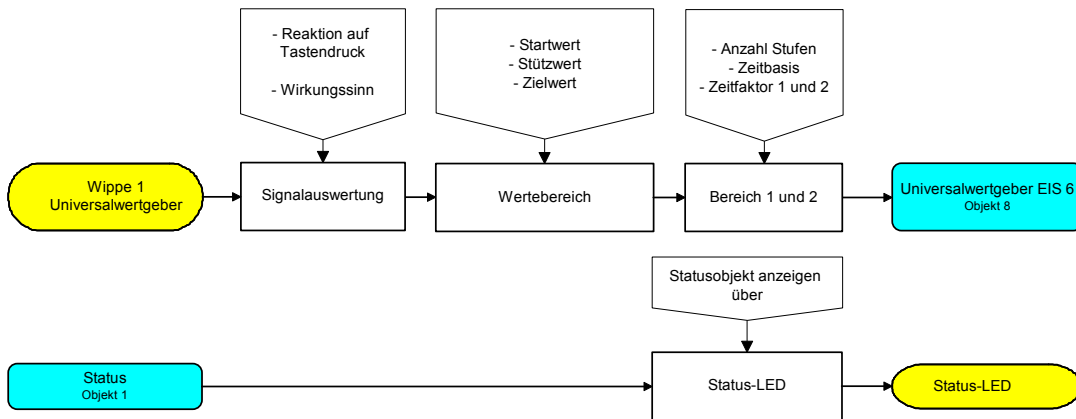 - Reaktion auf
Tastendruck
- Wirkungssinn
- Startwert
- Stützwert
- Zielwert
- Anzahl Stufen
- Zeitbasis
- Zeitfaktor 1 und 2
Wippe 1
Universalwertgeber
Signalauswertung
Wertebereich
Bereich 1 und 2
Universalwertgeber EIS 6
Objekt 8
Statusobjekt anzeigen
über
Status
Objekt 1
Status-LED
Status-LED